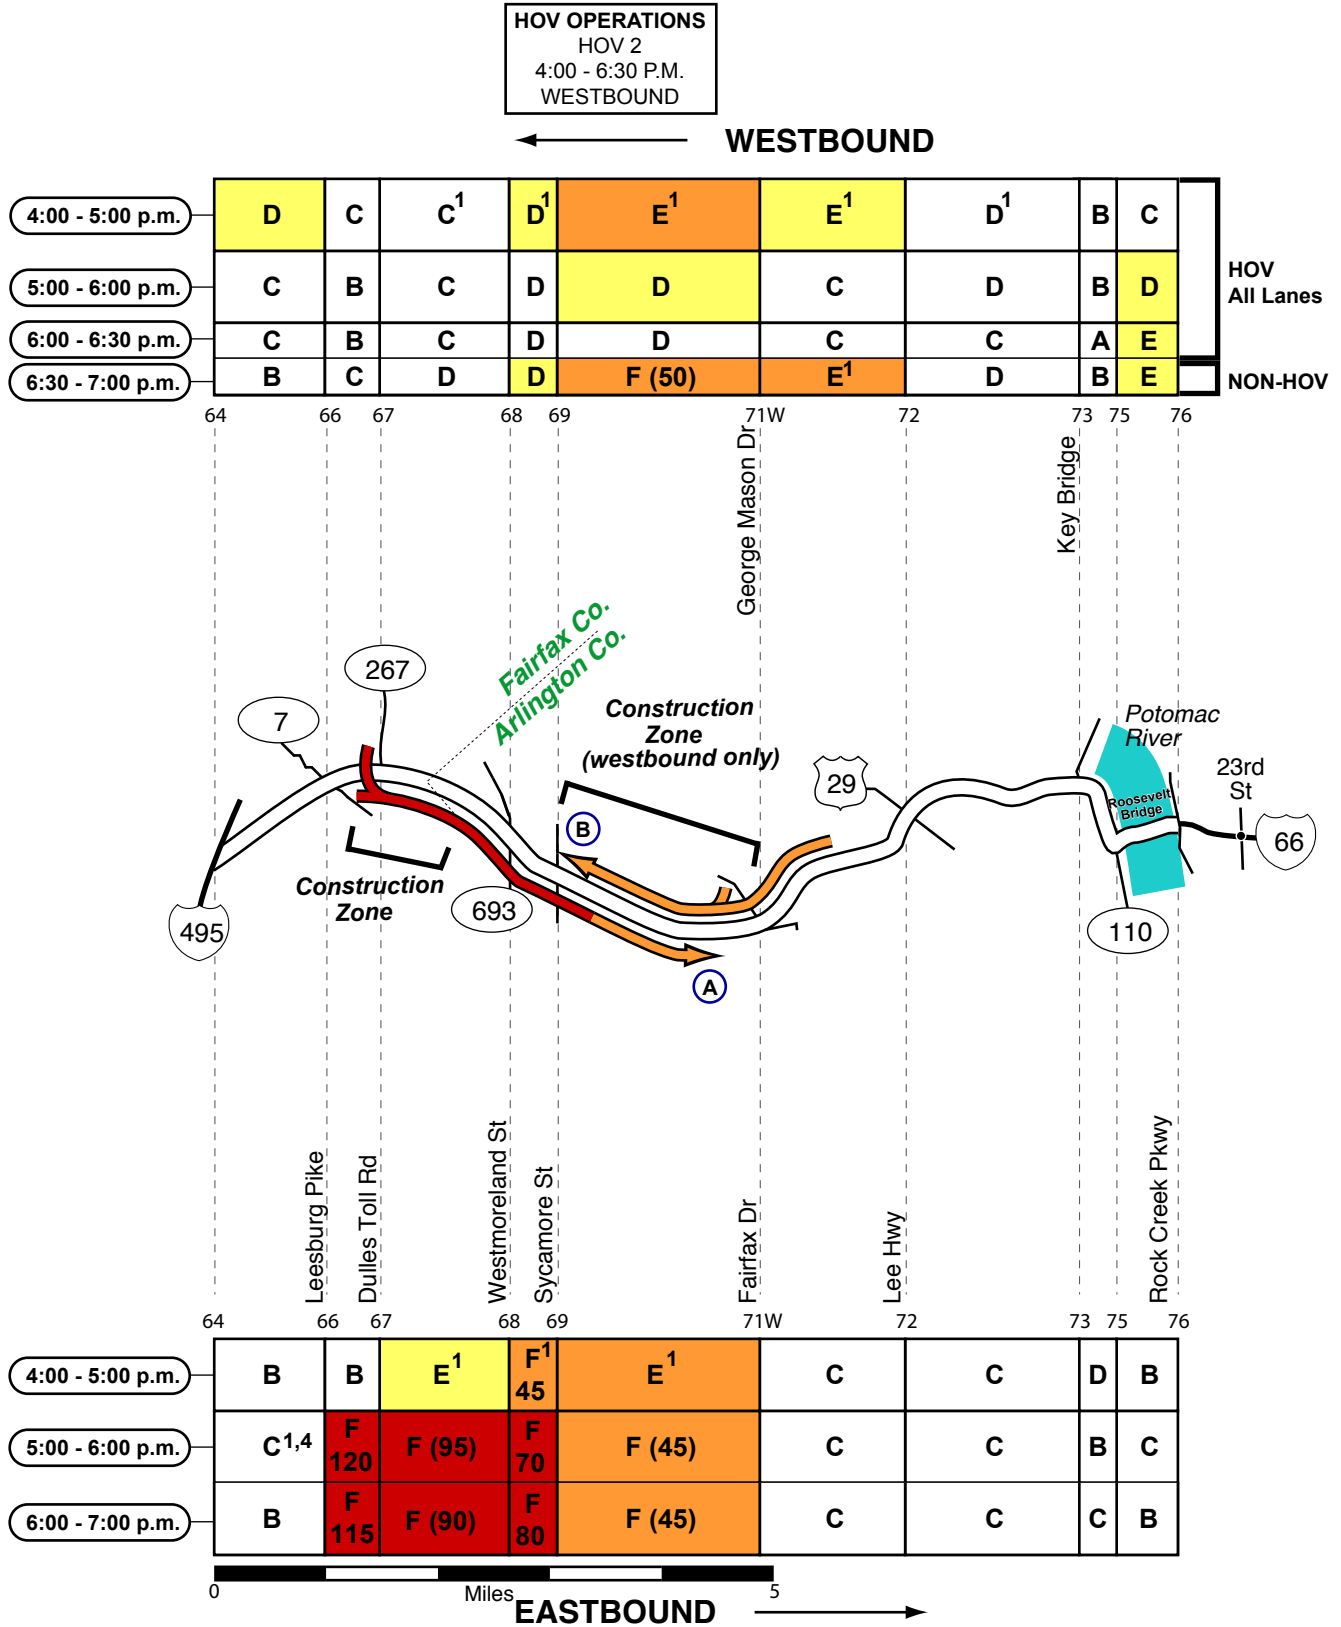 HOV OPERATIONS
HOV 2
4:00 - 6:30 P.M.
WESTBOUND
WESTBOUND
4:00 - 5:00 p.m. D C C1 D1 E1 E1 D1 B C
5:00 - 6:00 p.m. C B C D D C D B D
6:00 - 6:30 p.m. C B C D D C C A E
6:30 - 7:00 p.m. B C D D F (50) E1 D B E
HOV
All Lanes
NON-HOV
64 66 67 68 69 71W 72 73 75 76
George Mason Dr
Key Bridge
Fairfax Co.
Arlington Co.
267
7
Construction
Zone
(westbound only)
Potomac
River
23rd
St
29
Roosevelt
Bridge
66
B
Construction
Zone
693
495
110
A
Leesburg Pike
Dulles Toll Rd
Westmoreland St
Sycamore St
Fairfax Dr
Lee Hwy
Rock Creek Pkwy
64 66 67 68 69 71W 72 73 75 76
4:00 - 5:00 p.m. B B E1 F1 45 E1 C C D B
5:00 - 6:00 p.m. C1,4 F 120 F (95) F 70 F (45) C C B C
6:00 - 7:00 p.m. B F 115 F (90) F 80 F (45) C C C B
0 Miles 5
EASTBOUND